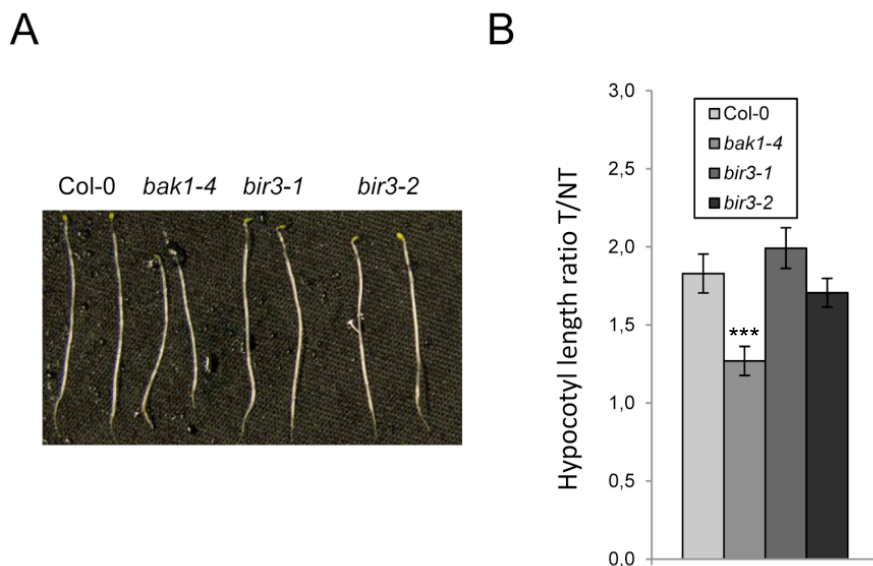 A
Col-0 bak1-4 bir3-1 bir3-2
B
Hypocotyl length ratio T/NT
3,0
2,5
2,0
1,5
1,0
0,5
0.0
Col-0
bak1-4
bir3-1
bir3-2
***